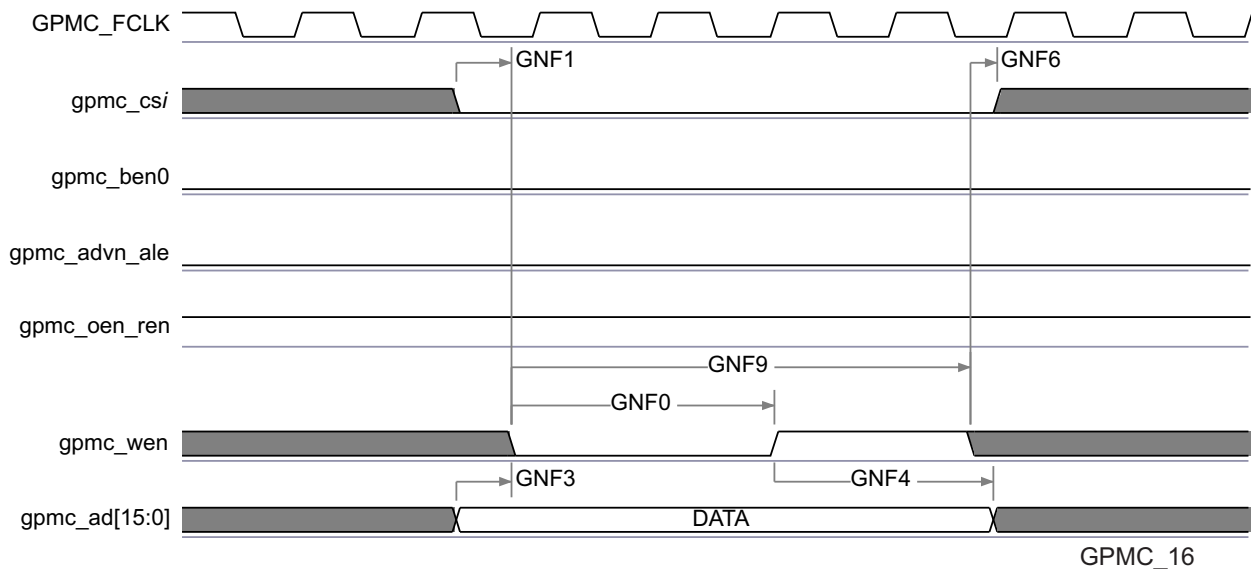 GPMC_FCLK
GNF1
GNF6
gpmc_csi
gpmc_ben0
gpmc_advn_ale
gpmc_oen_ren
GNF9
GNF0
gpmc_wen
GNF3
GNF4
gpmc_ad[15:0]
DATA
GPMC_16